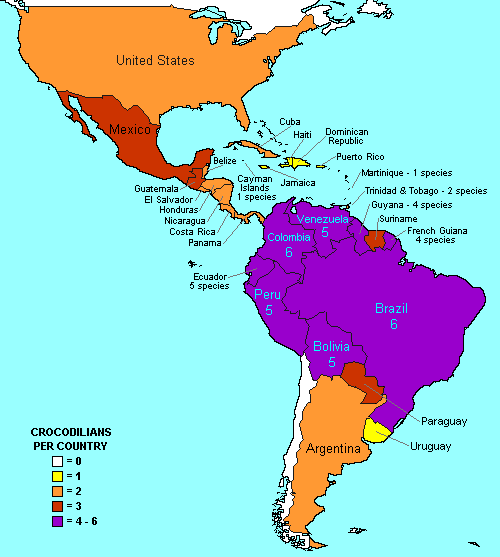 United States
Mexico
Cuba
Haiti
Dominican
Republic
Puerto Rico
Belize
Cayman
Islands
1 species
Jamaica
Martinique - 1 species
Trinidad & Tobago - 2 species
Guyana - 4 species
Suriname
French Guiana
4 species
Guatemala
El Salvador
Honduras
Nicaragua
Costa Rica
Panama
Venezuela
5
Colombia
6
Ecuador
5 species
Peru
5
Brazil
6
Bolivia
5
Paraguay
Uruguay
Argentina
CROCODILIANS
PER COUNTRY
= 0
= 1
= 2
= 3
= 4 - 6